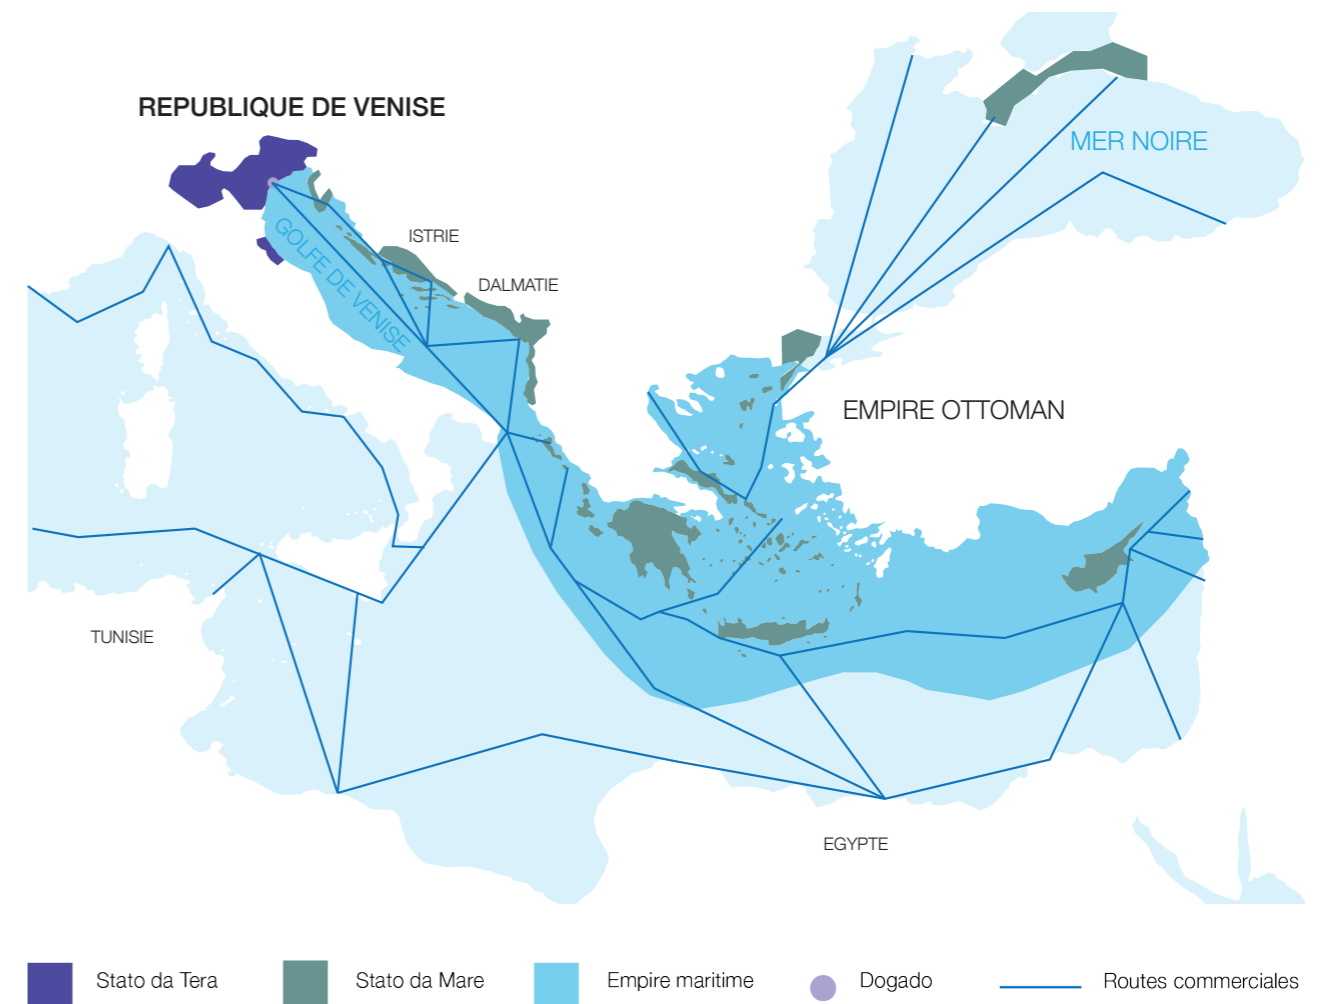 REPUBLIQUE DE VENISE
MER NOIRE
GOLFE DE VENISE
ISTRIE
DALMATIE
EMPIRE OTTOMAN
TUNISIE
EGYPTE
Stato da Tera
Stato da Mare
Empire maritime
Dogado
Routes commerciales